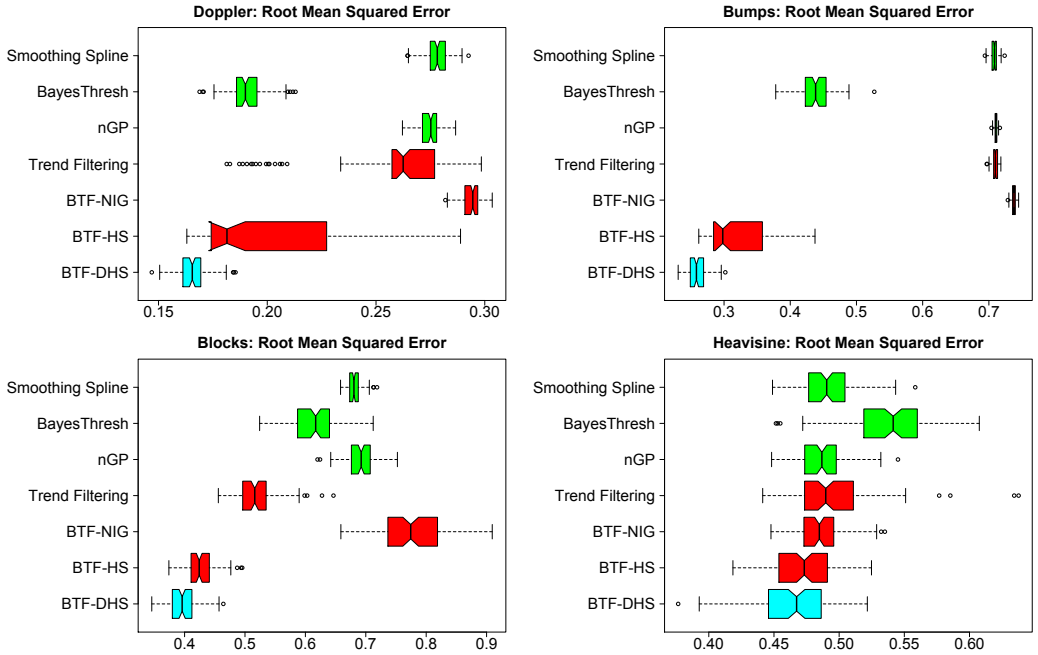 Doppler: Root Mean Squared Error
Smoothing Spline
BayesThresh
nGP
Trend Filtering
BTF-NIG
BTF-HS
BTF-DHS
0.15 0.20 0.25 0.30
Bumps: Root Mean Squared Error
Smoothing Spline
BayesThresh
nGP
Trend Filtering
BTF-NIG
BTF-HS
BTF-DHS
0.3 0.4 0.5 0.6 0.7
Blocks: Root Mean Squared Error
Smoothing Spline
BayesThresh
nGP
Trend Filtering
BTF-NIG
BTF-HS
BTF-DHS
0.4 0.5 0.6 0.7 0.8 0.9
Heavisine: Root Mean Squared Error
Smoothing Spline
BayesThresh
nGP
Trend Filtering
BTF-NIG
BTF-HS
BTF-DHS
0.40 0.45 0.50 0.55 0.60